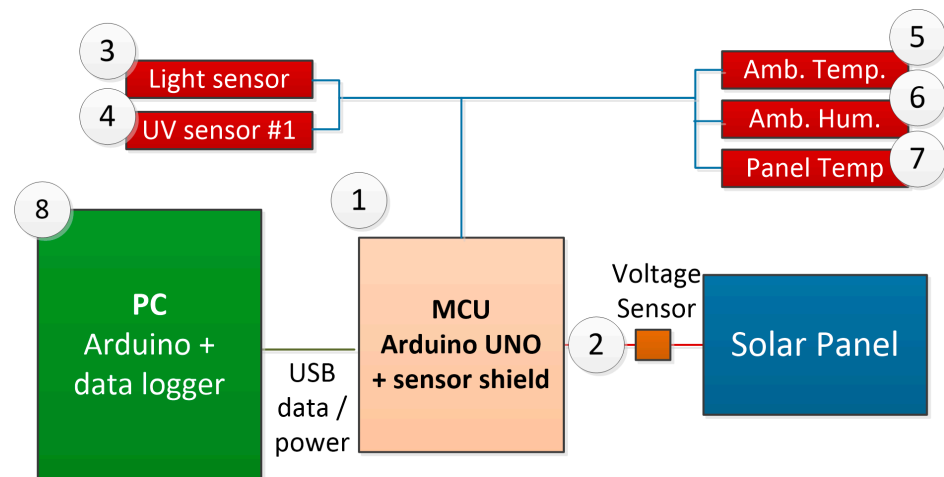 3
Light sensor
4
UV sensor #1
5
Amb. Temp.
6
Amb. Hum.
7
Panel Temp
8
PC
Arduino +
data logger
USB
data /
power
1
MCU
Arduino UNO
+ sensor shield
2
Voltage
Sensor
Solar Panel